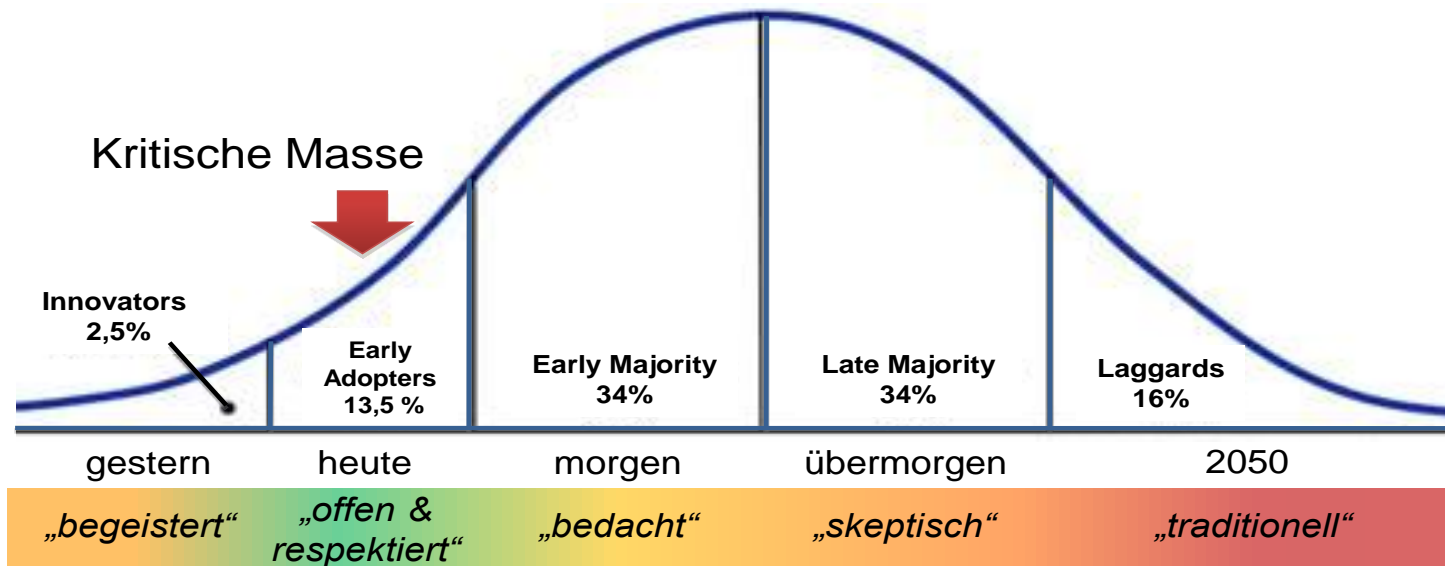 Kritische Masse
Innovators
2,5%
Early
Adopters
13,5 %
Early Majority
34%
Late Majority
34%
Laggards
16%
gestern
heute
morgen
übermorgen
2050
„begeistert“
„offen &
respektiert“
„bedacht“
„skeptisch“
„traditionell“